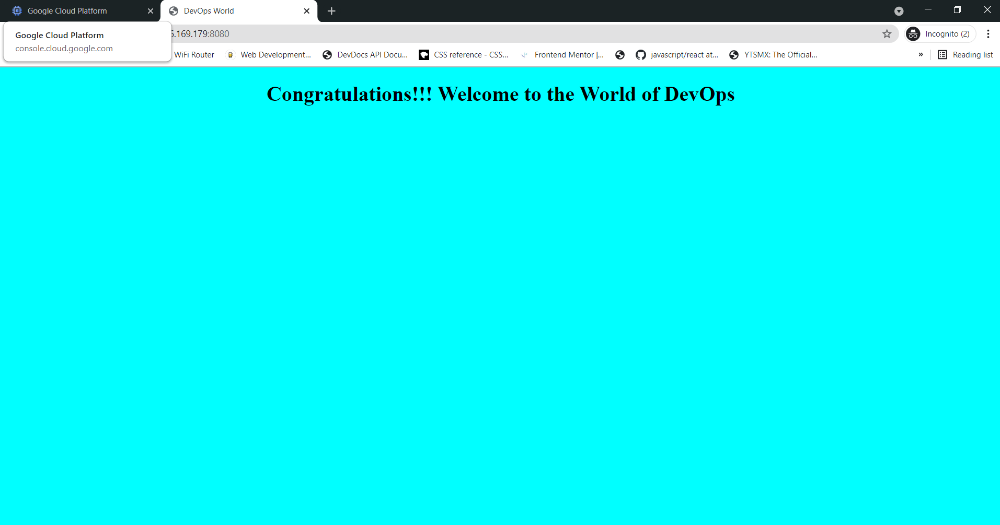 Google Cloud Platform
DevOps World
Google Cloud Platform
console.cloud.google.com
.169.179:8080
Incognito (2)
WiFi Router
Web Development...
DevDocs API Docu...
CSS reference - CSS...
Frontend Mentor |...
javascript/react at...
YTSMX: The Official...
»
Reading list
Congratulations!!! Welcome to the World of DevOps